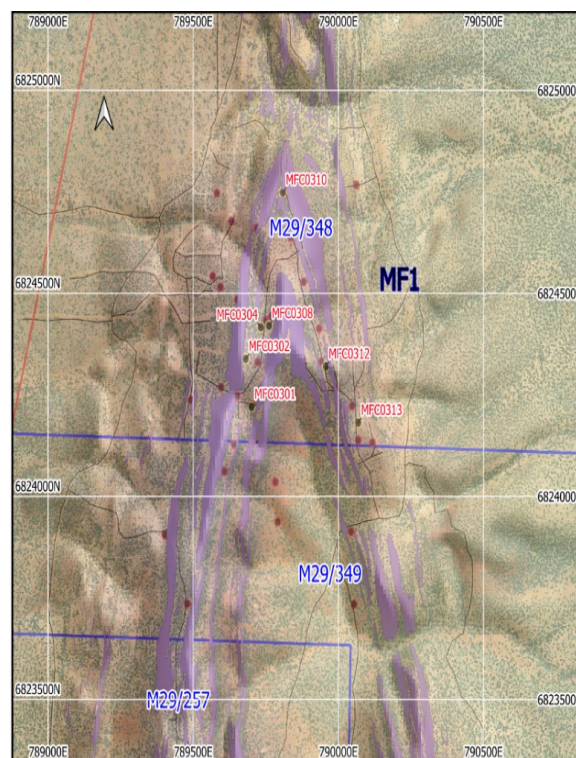 789000E
789500E
790000E
790500E
6825000N
6825000
MFC0310
M29/348
MF1
6824500N
6824500
MFC0304
MFC0308
MFC0302
MFC0312
MFC0301
MFC0313
6824000N
6824000
M29/349
6823500N
6823500
M29/257
789000E
789500E
790000E
790500E